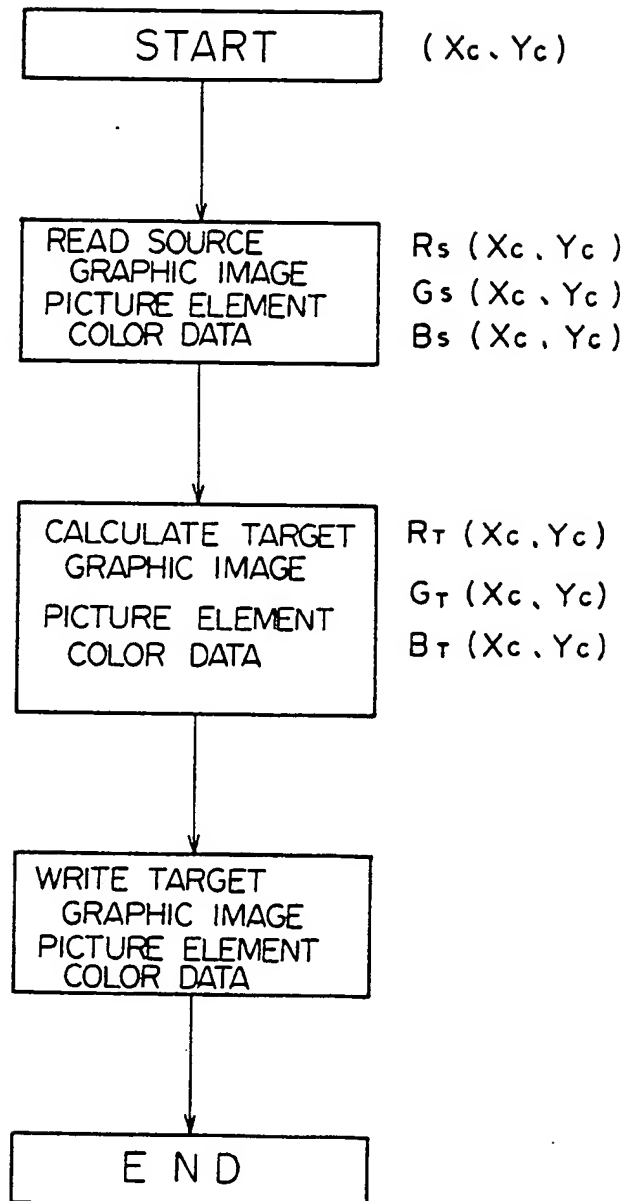 START (Xc、Yc)
READ SOURCE
GRAPHIC IMAGE
PICTURE ELEMENT
COLOR DATA
Rs (Xc、Yc)
Gs (Xc、Yc)
Bs (Xc、Yc)
CALCULATE TARGET
GRAPHIC IMAGE
PICTURE ELEMENT
COLOR DATA
RT (Xc、Yc)
GT (Xc、Yc)
BT (Xc、Yc)
WRITE TARGET
GRAPHIC IMAGE
PICTURE ELEMENT
COLOR DATA
END